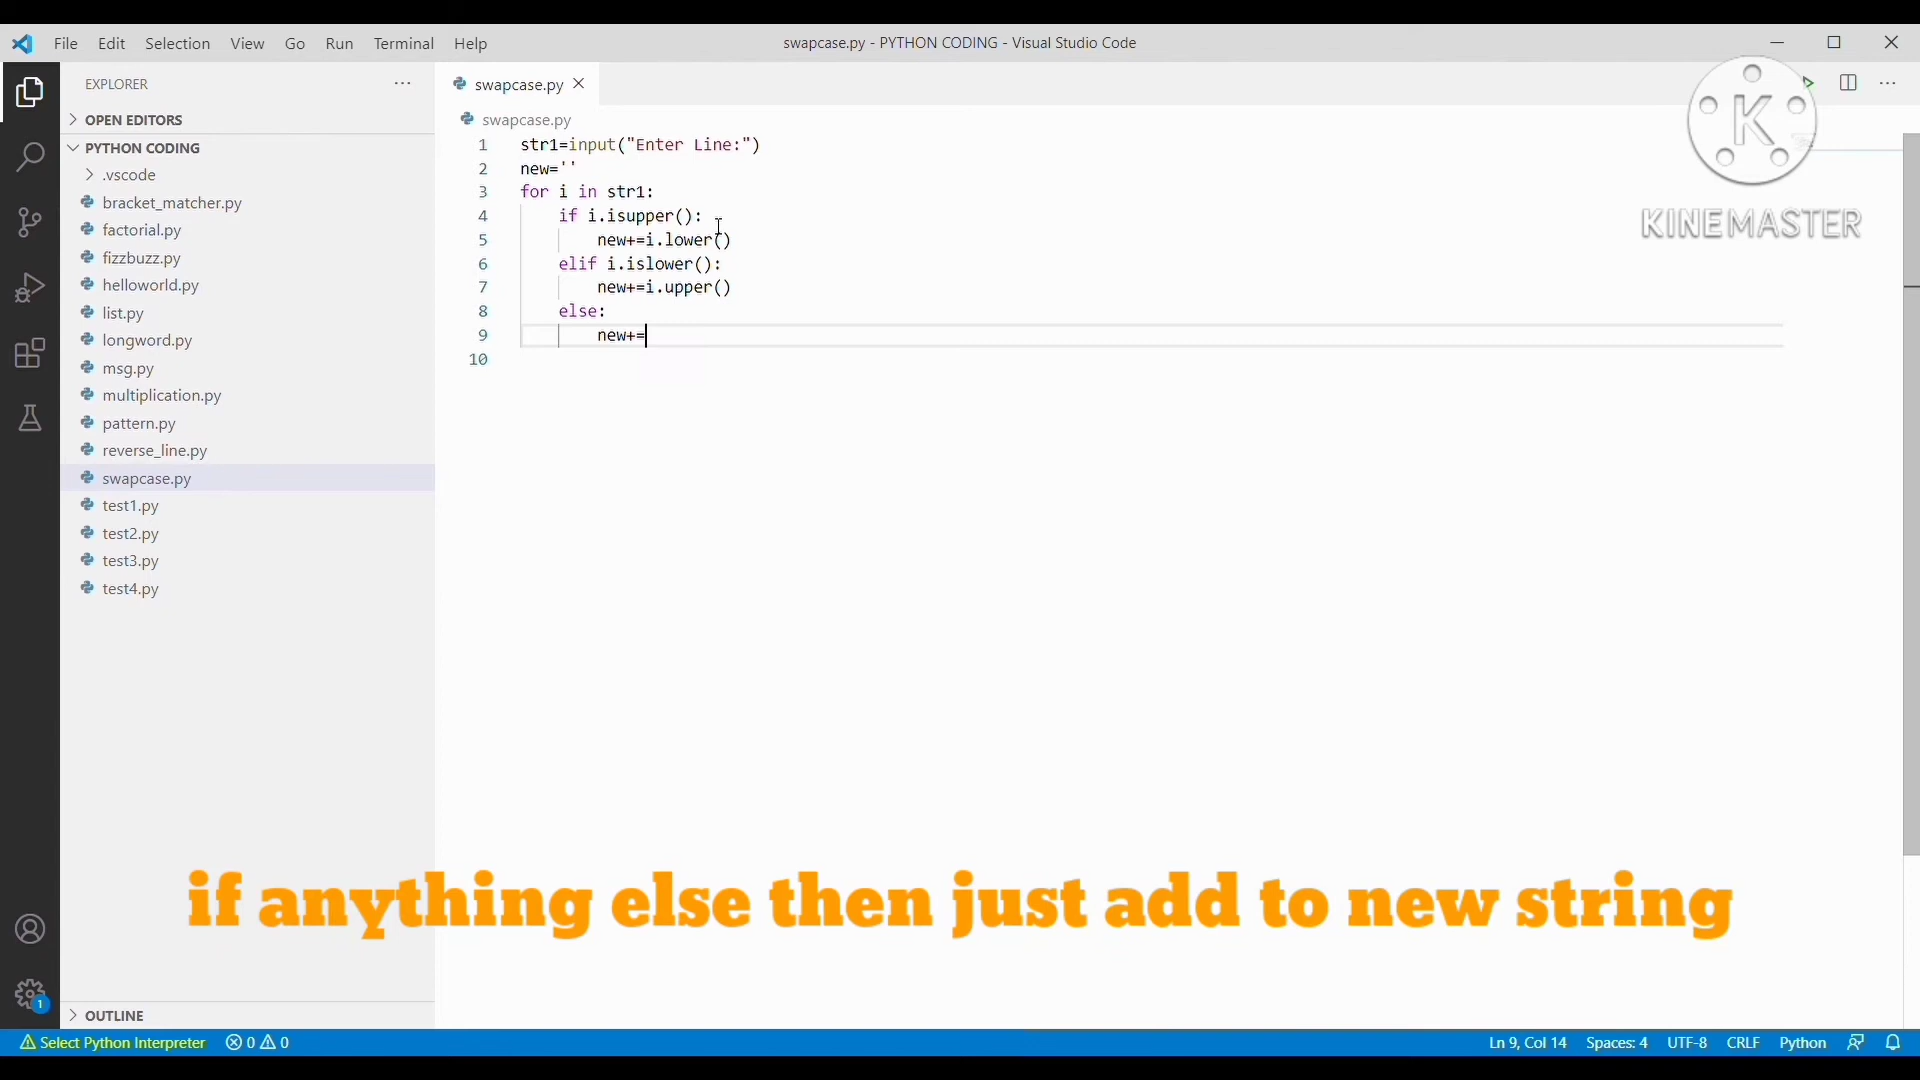 File Edit Selection View Go Run Terminal Help
swapcase.py - PYTHON CODING - Visual Studio Code
EXPLORER
swapcase.py
KINEMASTER
OPEN EDITORS
PYTHON CODING
.vscode
bracket_matcher.py
factorial.py
fizzbuzz.py
helloworld.py
list.py
longword.py
msg.py
multiplication.py
pattern.py
reverse_line.py
swapcase.py
test1.py
test2.py
test3.py
test4.py
OUTLINE
swapcase.py
1 str1=input("Enter Line:")
2 new=''
3 for i in str1:
4 if i.isupper():
5 new+=i.lower()
6 elif i.islower():
7 new+=i.upper()
8 else:
9 new+=
10
if anything else then just add to new string
1
Select Python Interpreter 0 0
Ln 9, Col 14 Spaces: 4 UTF-8 CRLF Python